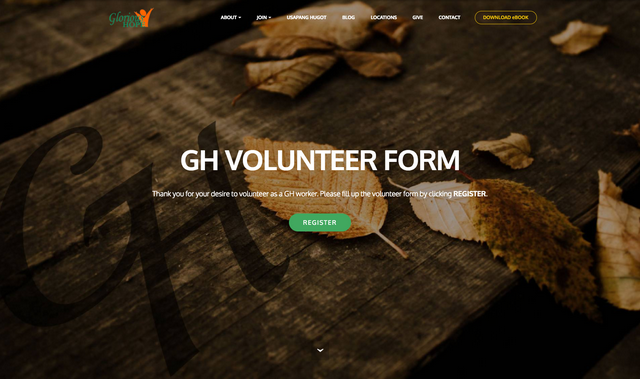 Glorious Hope
ABOUT
JOIN
USAPANG HUGOT
BLOG
LOCATIONS
GIVE
CONTACT
DOWNLOAD eBOOK
GH
GH VOLUNTEER FORM
Thank you for your desire to volunteer as a GH worker. Please fill up the volunteer form by clicking REGISTER.
REGISTER